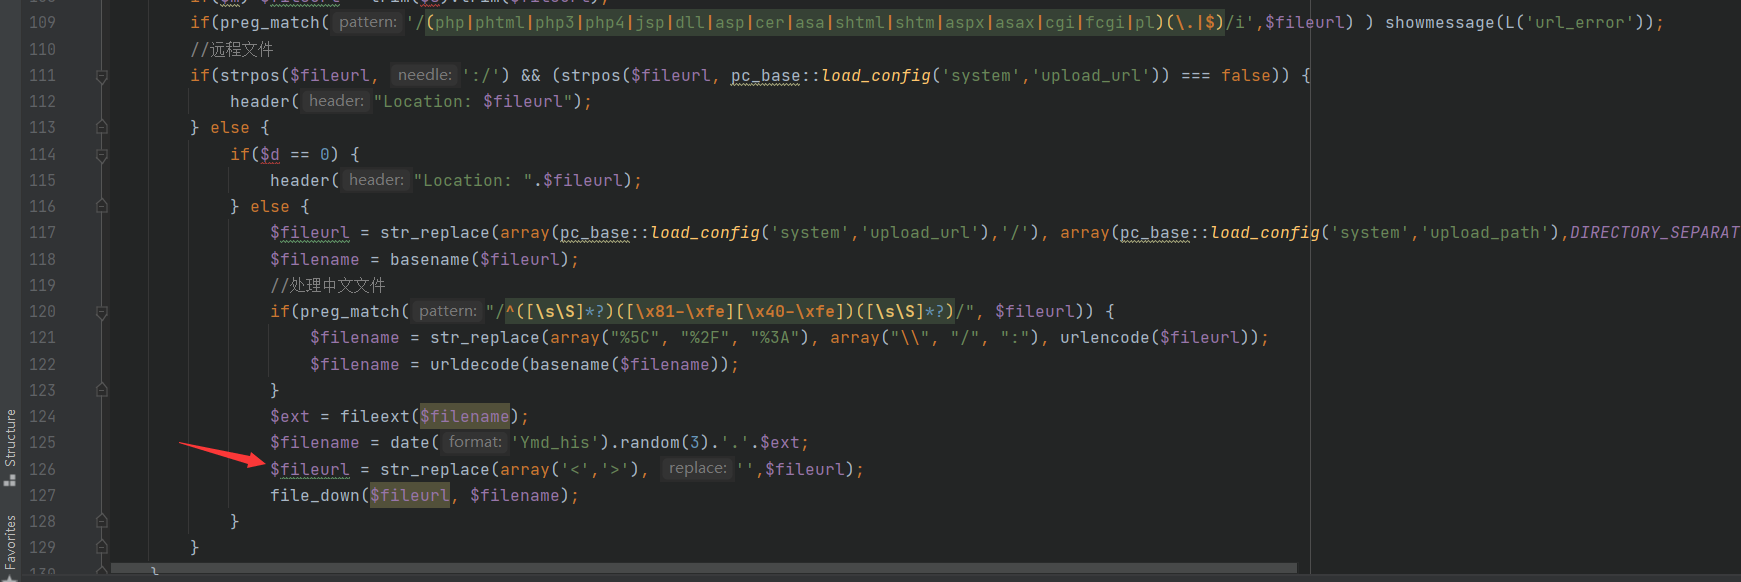 109 if(preg_match( pattern: '/(php|phtml|php3|php4|jsp|dll|asp|cer|asa|shtml|shtm|aspx|asax|cgi|fcgi|pl)(\.|$)/i',$fileurl) ) showmessage(L('url_error'));
110 //远程文件
111 if(strpos($fileurl, needle: ':/') && (strpos($fileurl, pc_base::load_config('system','upload_url')) === false)) {
112 header( header: "Location: $fileurl");
113 } else {
114 if($d == 0) {
115 header( header: "Location: ".$fileurl);
116 } else {
117 $fileurl = str_replace(array(pc_base::load_config('system','upload_url'),'/'), array(pc_base::load_config('system','upload_path'),DIRECTORY_SEPARAT
118 $filename = basename($fileurl);
119 //处理中文文件
120 if(preg_match( pattern: "/^([\s\S]*?)([\x81-\xfe][\x40-\xfe])([\s\S]*?)/", $fileurl)) {
121 $filename = str_replace(array("%5C", "%2F", "%3A"), array("\\", "/", ":"), urlencode($fileurl));
122 $filename = urldecode(basename($filename));
123 }
124 $ext = fileext($filename);
125 $filename = date( format: 'Ymd_his').random(3).'.'.$ext;
126 $fileurl = str_replace(array('<','>'), replace: '',$fileurl);
127 file_down($fileurl, $filename);
128 }
129 }
}
Structure
Favorites